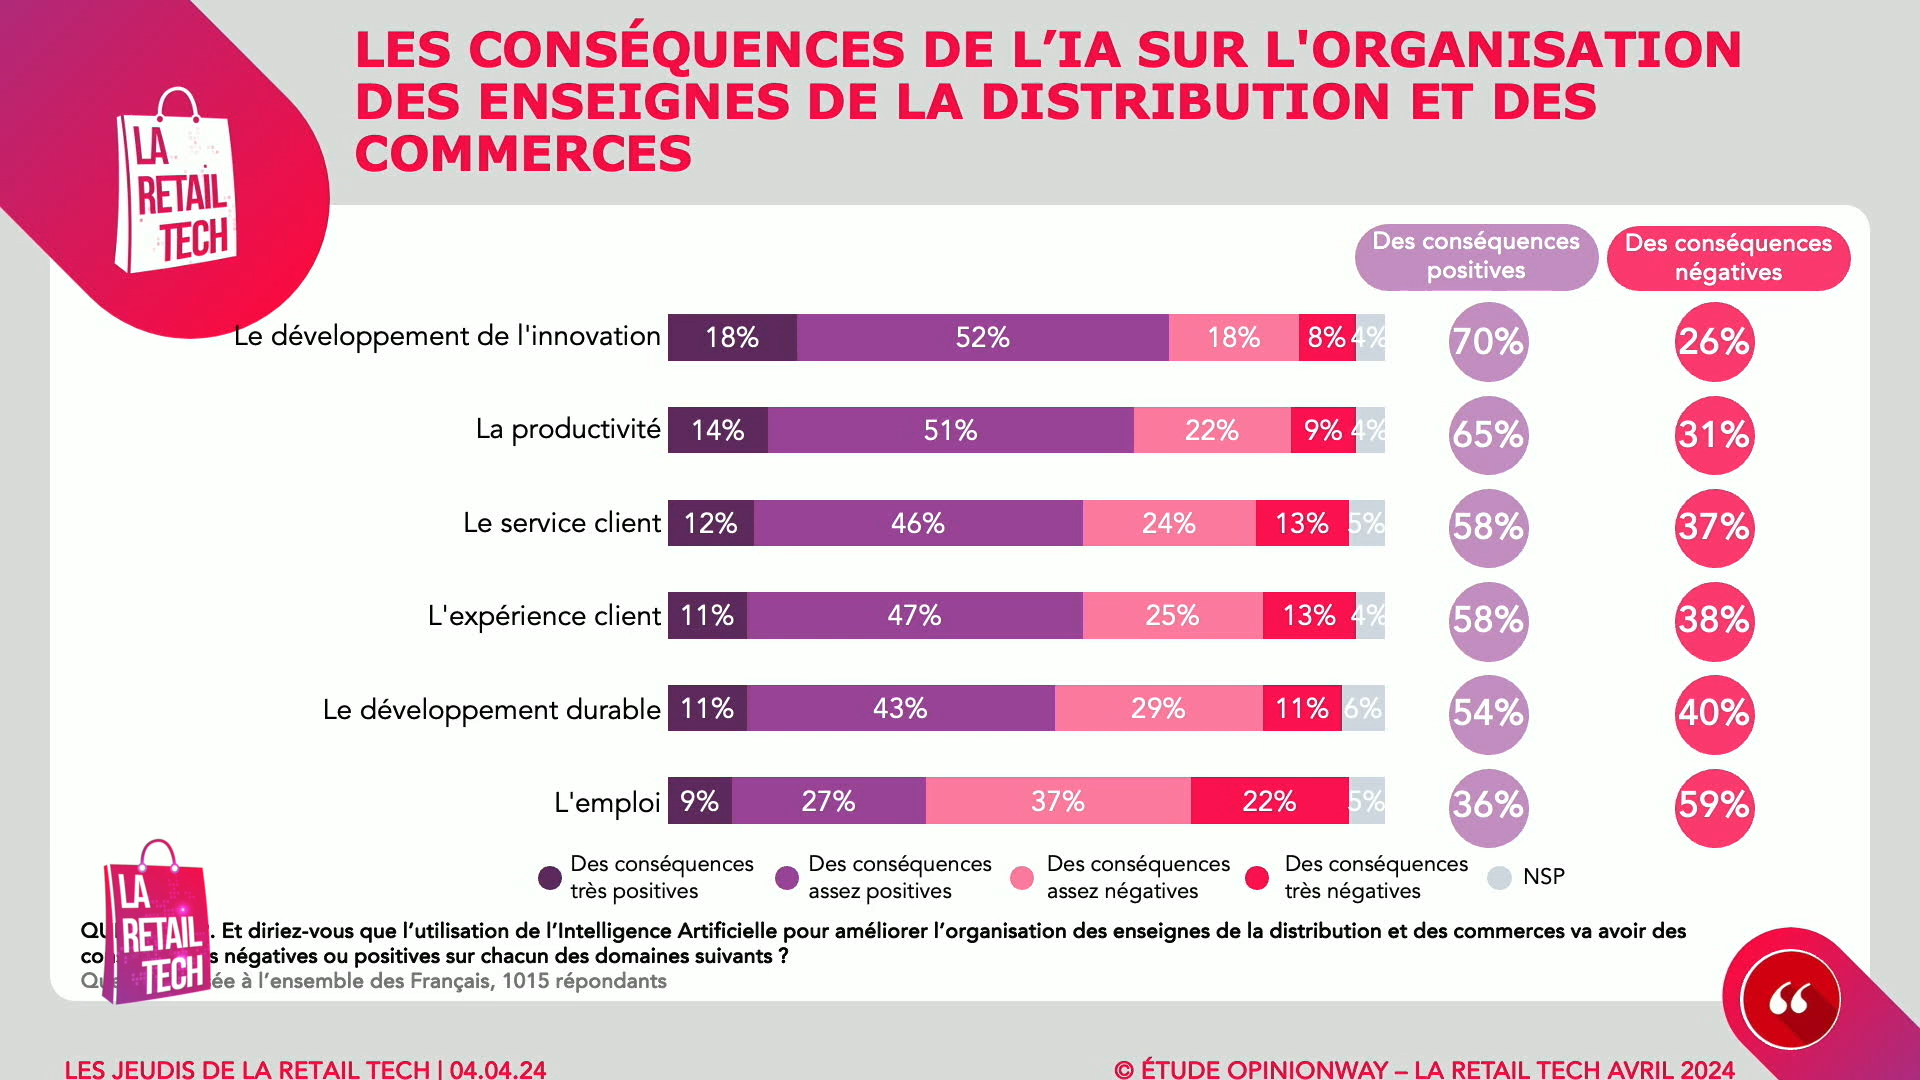 LES CONSÉQUENCES DE L’IA SUR L'ORGANISATION
DES ENSEIGNES DE LA DISTRIBUTION ET DES
COMMERCES
LA
RETAIL
TECH
Des conséquences
positives
Des conséquences
négatives
Le développement de l'innovation 18% 52% 18% 8% 4% 70% 26%
La productivité 14% 51% 22% 9% 4% 65% 31%
Le service client 12% 46% 24% 13% 5% 58% 37%
L'expérience client 11% 47% 25% 13% 4% 58% 38%
Le développement durable 11% 43% 29% 11% 6% 54% 40%
L'emploi 9% 27% 37% 22% 5% 36% 59%
Des conséquences
très positives
Des conséquences
assez positives
Des conséquences
assez négatives
Des conséquences
très négatives
NSP
LA
RETAIL
TECH
. Et diriez-vous que l’utilisation de l’Intelligence Artificielle pour améliorer l’organisation des enseignes de la distribution et des commerces va avoir des
négatives ou positives sur chacun des domaines suivants ?
à l’ensemble des Français, 1015 répondants
LES JEUDIS DE LA RETAIL TECH | 04.04.24
© ÉTUDE OPINIONWAY – LA RETAIL TECH AVRIL 2024